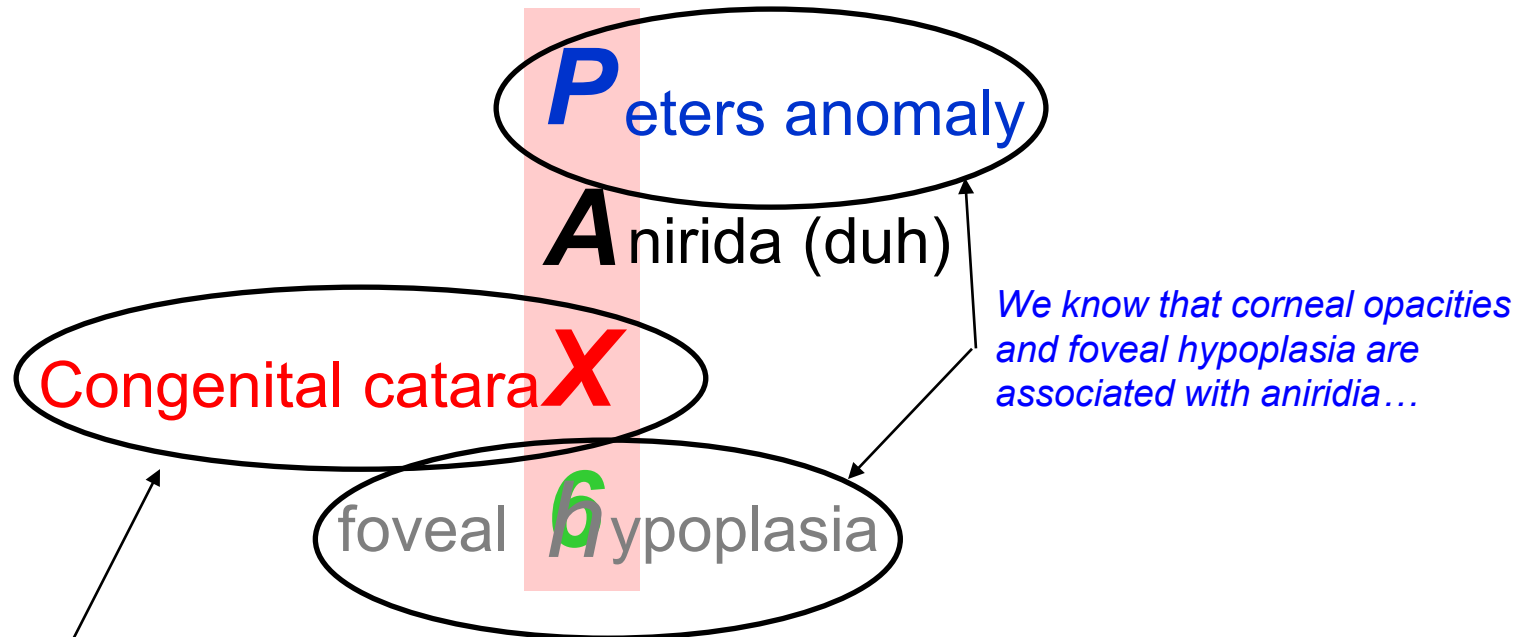 Peters anomaly
Anirida (duh)
We know that corneal opacities
and foveal hypoplasia are
associated with aniridia…
Congenital cataraX
foveal 6hypoplasia